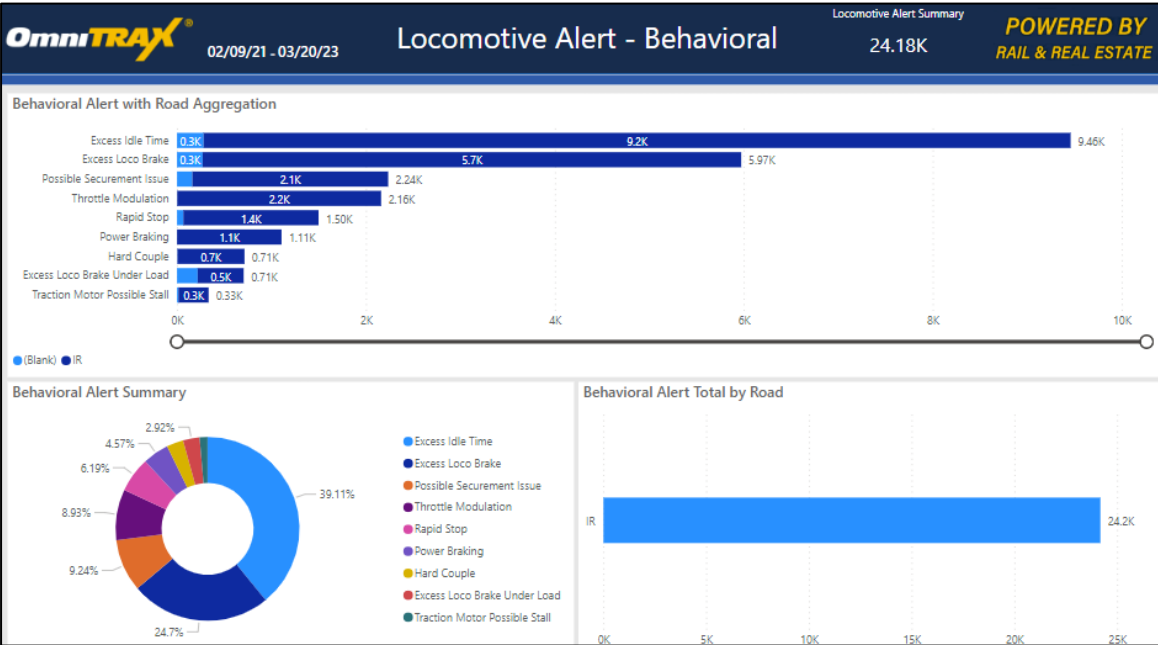 OmniTRAX®
02/09/21 - 03/20/23
Locomotive Alert - Behavioral
Locomotive Alert Summary
24.18K
POWERED BY
RAIL & REAL ESTATE
Behavioral Alert with Road Aggregation
Excess Idle Time 0.3K 9.2K 9.46K
Excess Loco Brake 0.3K 5.7K 5.97K
Possible Securement Issue 2.1K 2.24K
Throttle Modulation 2.2K 2.16K
Rapid Stop 1.4K 1.50K
Power Braking 1.1K 1.11K
Hard Couple 0.7K 0.71K
Excess Loco Brake Under Load 0.5K 0.71K
Traction Motor Possible Stall 0.3K 0.33K
0K 2K 4K 6K 8K 10K
(Blank) IR
Behavioral Alert Summary
2.92%
4.57%
6.19%
8.93%
9.24%
24.7%
39.11%
Excess Idle Time
Excess Loco Brake
Possible Securement Issue
Throttle Modulation
Rapid Stop
Power Braking
Hard Couple
Excess Loco Brake Under Load
Traction Motor Possible Stall
Behavioral Alert Total by Road
IR 24.2K
0K 5K 10K 15K 20K 25K